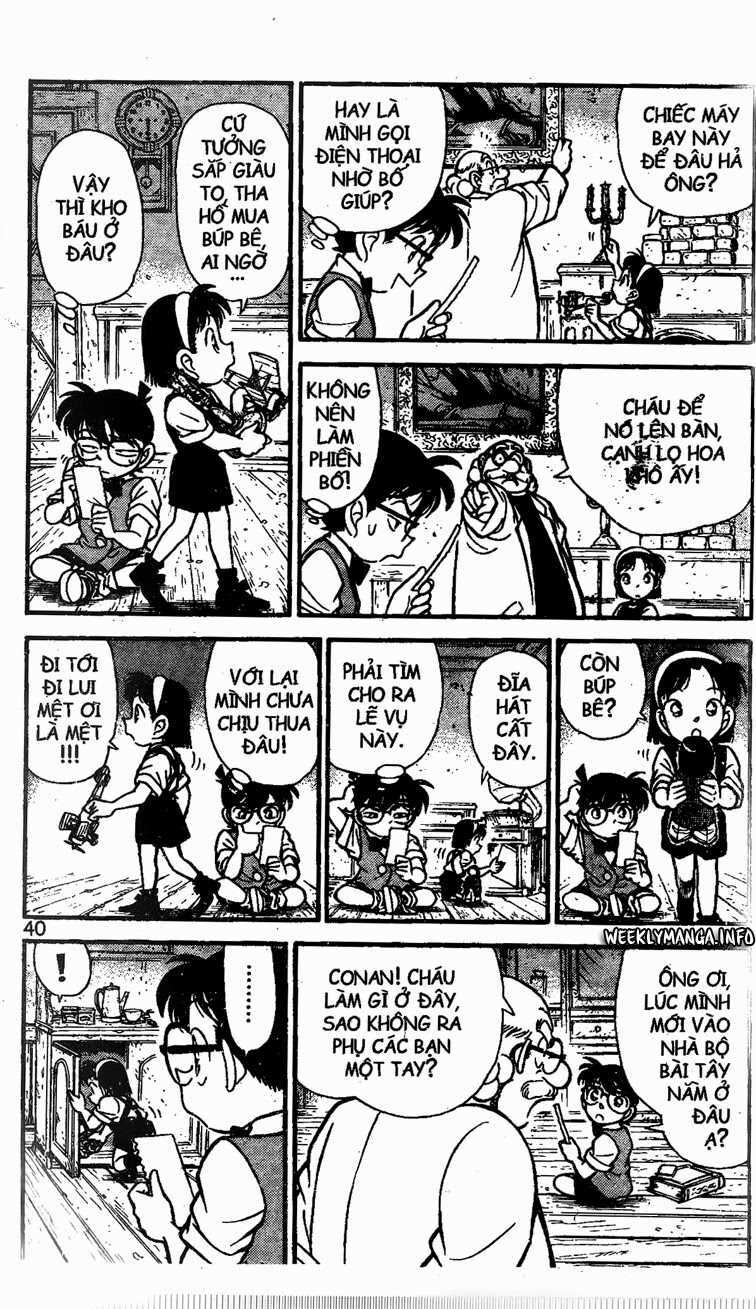 CỨ
TƯỞNG
SẮP GIÀU
TO, THA
HỒ MUA
BÚP BÊ,
AI NGỜ
...
VẬY
THÌ KHO
BÁU Ở
ĐÂU?
HAY LÀ
MÌNH GỌI
ĐIỆN THOẠI
NHỜ BỐ
GIÚP?
CHIẾC MÁY
BAY NÀY
ĐỂ ĐÂU HẢ
ÔNG?
KHÔNG
NÊN
LÀM
PHIỀN
BỐ!
CHÁU ĐỂ
NÓ LÊN BÀN,
CẠNH LỌ HOA
KHÔ ẤY!
ĐI TỚI
ĐI LUI
MỆT ƠI
LÀ MỆT
!!!
VỚI LẠI
MÌNH CHƯA
CHỊU THUA
ĐÂU!
PHẢI TÌM
CHO RA
LẼ VỤ
NÀY.
ĐĨA
HÁT
CẤT
ĐÂY.
CÒN
BÚP
BÊ?
40
WEEKLYMANGA.INFO
!
.........
CONAN! CHÁU
LÀM GÌ Ở ĐÂY,
SAO KHÔNG RA
PHỤ CÁC BẠN
MỘT TAY?
ÔNG ƠI,
LÚC MÌNH
MỚI VÀO
NHÀ BỘ
BÀI TÂY
NẰM Ở
ĐÂU
Ạ?